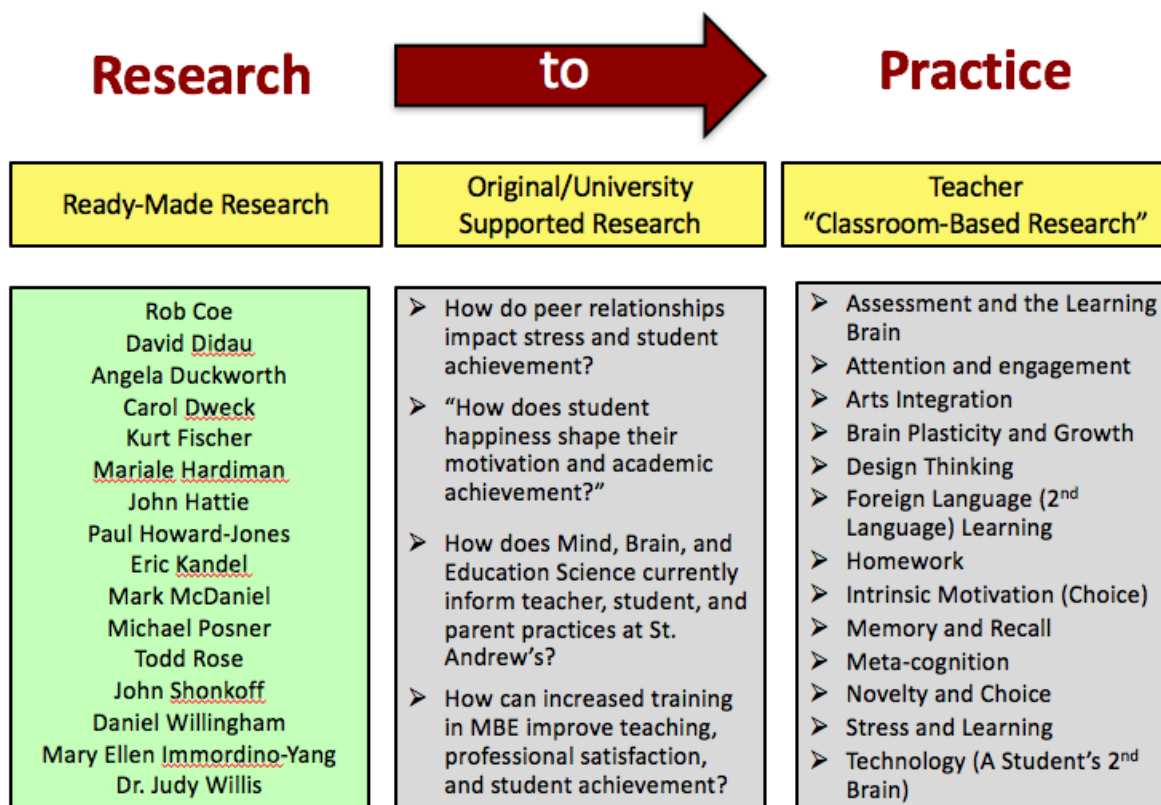 Research
to
Practice
Ready-Made Research
Original/University
Supported Research
Teacher
“Classroom-Based Research”
Rob Coe
David Didau
Angela Duckworth
Carol Dweck
Kurt Fischer
Mariale Hardiman
John Hattie
Paul Howard-Jones
Eric Kandel
Mark McDaniel
Michael Posner
Todd Rose
John Shonkoff
Daniel Willingham
Mary Ellen Immordino-Yang
Dr. Judy Willis
➢ How do peer relationships
impact stress and student
achievement?
➢ “How does student
happiness shape their
motivation and academic
achievement?”
➢ How does Mind, Brain, and
Education Science currently
inform teacher, student, and
parent practices at St.
Andrew’s?
➢ How can increased training
in MBE improve teaching,
professional satisfaction,
and student achievement?
➢ Assessment and the Learning
Brain
➢ Attention and engagement
➢ Arts Integration
➢ Brain Plasticity and Growth
➢ Design Thinking
➢ Foreign Language (2nd
Language) Learning
➢ Homework
➢ Intrinsic Motivation (Choice)
➢ Memory and Recall
➢ Meta-cognition
➢ Novelty and Choice
➢ Stress and Learning
➢ Technology (A Student’s 2nd
Brain)